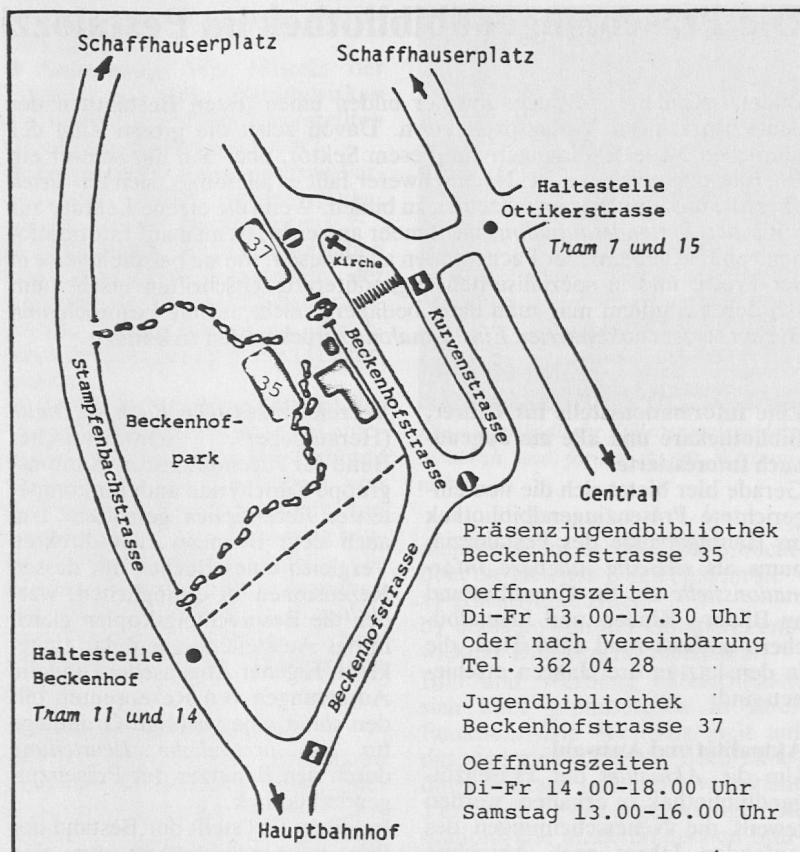 Schaffhauserplatz
Schaffhauserplatz
Haltestelle
Ottikerstrasse
Tram 7 und 15
37
Kirche
Kurvenstrasse
Beckenhofstrasse
35
Beckenhof-
park
Stampfenbachstrasse
Central
Beckenhofstrasse
Haltestelle
Beckenhof
Tram 11 und 14
Hauptbahnhof
Präsenzjugendbibliothek
Beckenhofstrasse 35
Oeffnungszeiten
Di-Fr 13.30-17.30 Uhr
oder nach Vereinbarung
Tel. 362 04 28
Jugendbibliothek
Beckenhofstrasse 37
Oeffnungszeiten
Di-Fr 14.00-18.00 Uhr
Samstag 13.00-16.00 Uhr